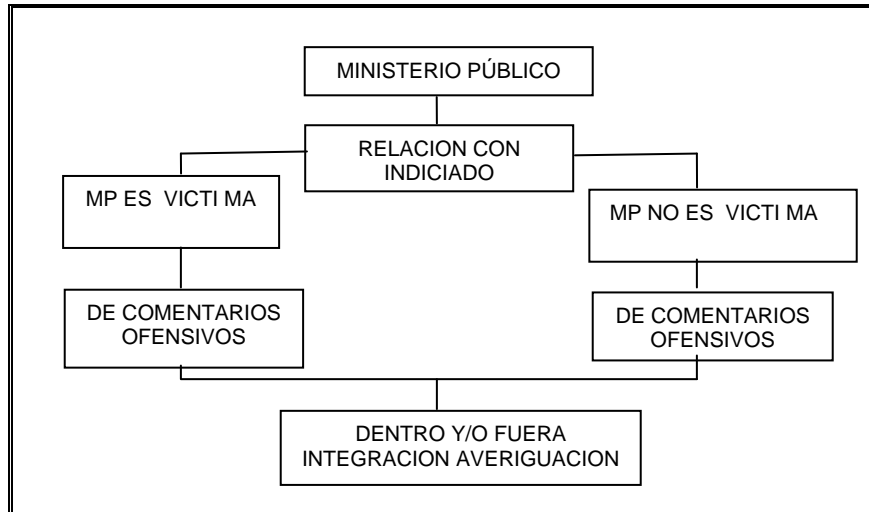 MINISTERIO PÚBLICO
RELACION CON
INDICIADO
MP ES VICTI MA
MP NO ES VICTI MA
DE COMENTARIOS
OFENSIVOS
DE COMENTARIOS
OFENSIVOS
DENTRO Y/O FUERA
INTEGRACION AVERIGUACION